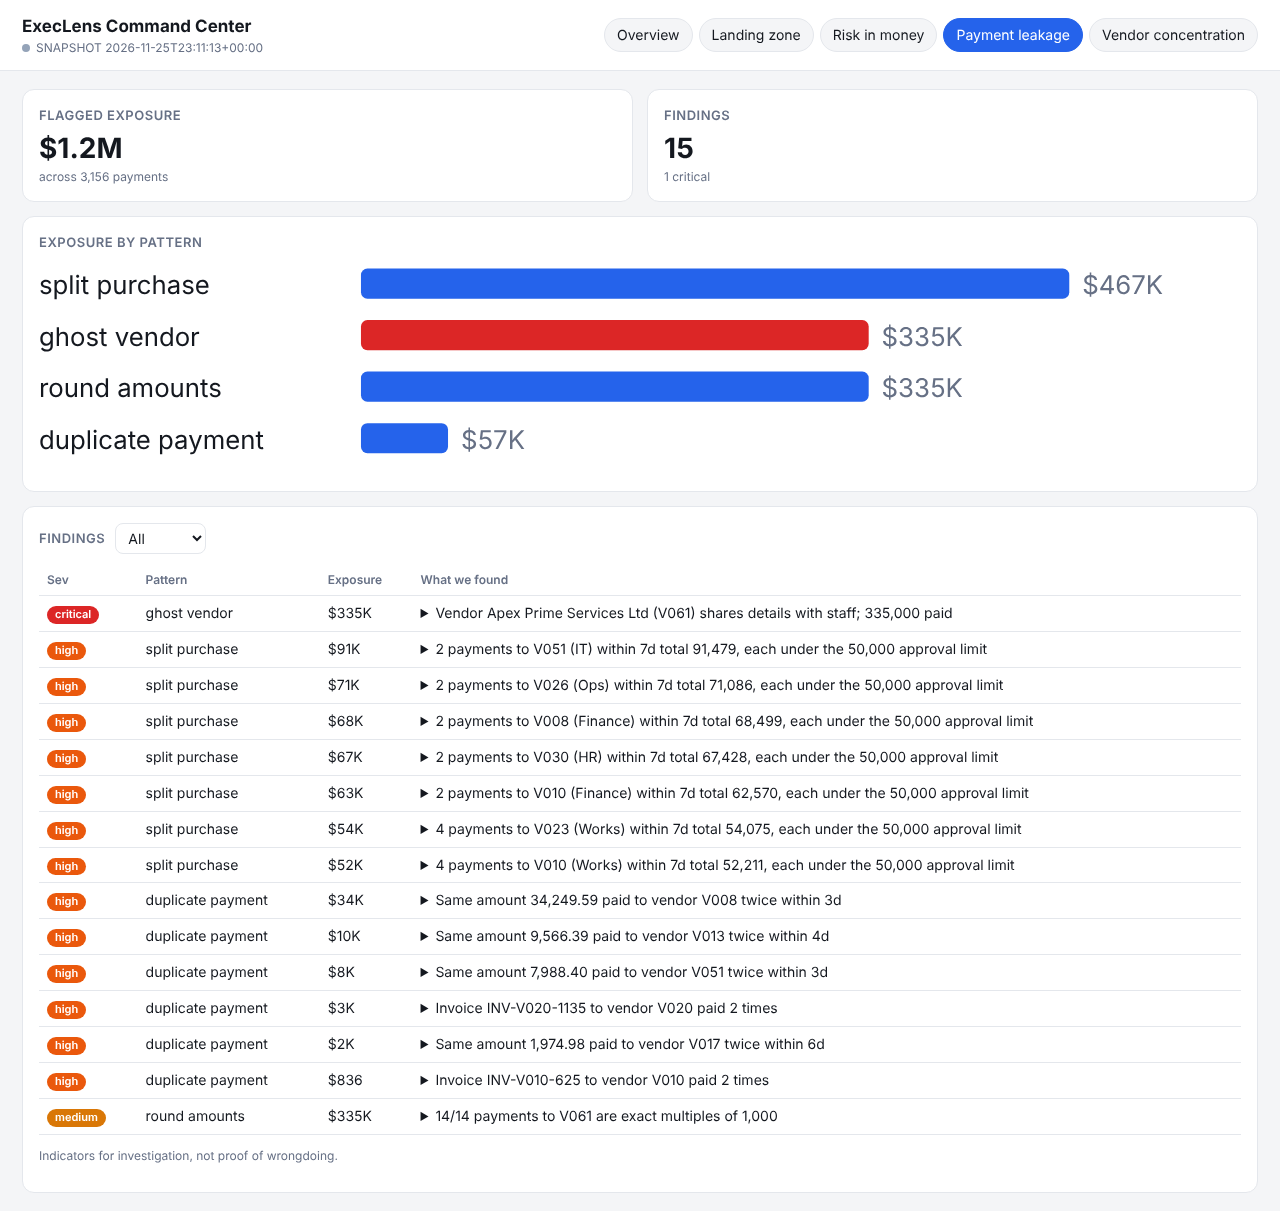 ExecLens Command Center
SNAPSHOT 2026-11-25T23:11:13+00:00
Overview
Landing zone
Risk in money
Payment leakage
Vendor concentration
FLAGGED EXPOSURE
$1.2M
across 3,156 payments
FINDINGS
15
1 critical
EXPOSURE BY PATTERN
split purchase $467K
ghost vendor $335K
round amounts $335K
duplicate payment $57K
FINDINGS All
Sev Pattern Exposure What we found
critical ghost vendor $335K Vendor Apex Prime Services Ltd (V061) shares details with staff; 335,000 paid
high split purchase $91K 2 payments to V051 (IT) within 7d total 91,479, each under the 50,000 approval limit
high split purchase $71K 2 payments to V026 (Ops) within 7d total 71,086, each under the 50,000 approval limit
high split purchase $68K 2 payments to V008 (Finance) within 7d total 68,499, each under the 50,000 approval limit
high split purchase $67K 2 payments to V030 (HR) within 7d total 67,428, each under the 50,000 approval limit
high split purchase $63K 2 payments to V010 (Finance) within 7d total 62,570, each under the 50,000 approval limit
high split purchase $54K 4 payments to V023 (Works) within 7d total 54,075, each under the 50,000 approval limit
high split purchase $52K 4 payments to V010 (Works) within 7d total 52,211, each under the 50,000 approval limit
high duplicate payment $34K Same amount 34,249.59 paid to vendor V008 twice within 3d
high duplicate payment $10K Same amount 9,566.39 paid to vendor V013 twice within 4d
high duplicate payment $8K Same amount 7,988.40 paid to vendor V051 twice within 3d
high duplicate payment $3K Invoice INV-V020-1135 to vendor V020 paid 2 times
high duplicate payment $2K Same amount 1,974.98 paid to vendor V017 twice within 6d
high duplicate payment $836 Invoice INV-V010-625 to vendor V010 paid 2 times
medium round amounts $335K 14/14 payments to V061 are exact multiples of 1,000
Indicators for investigation, not proof of wrongdoing.